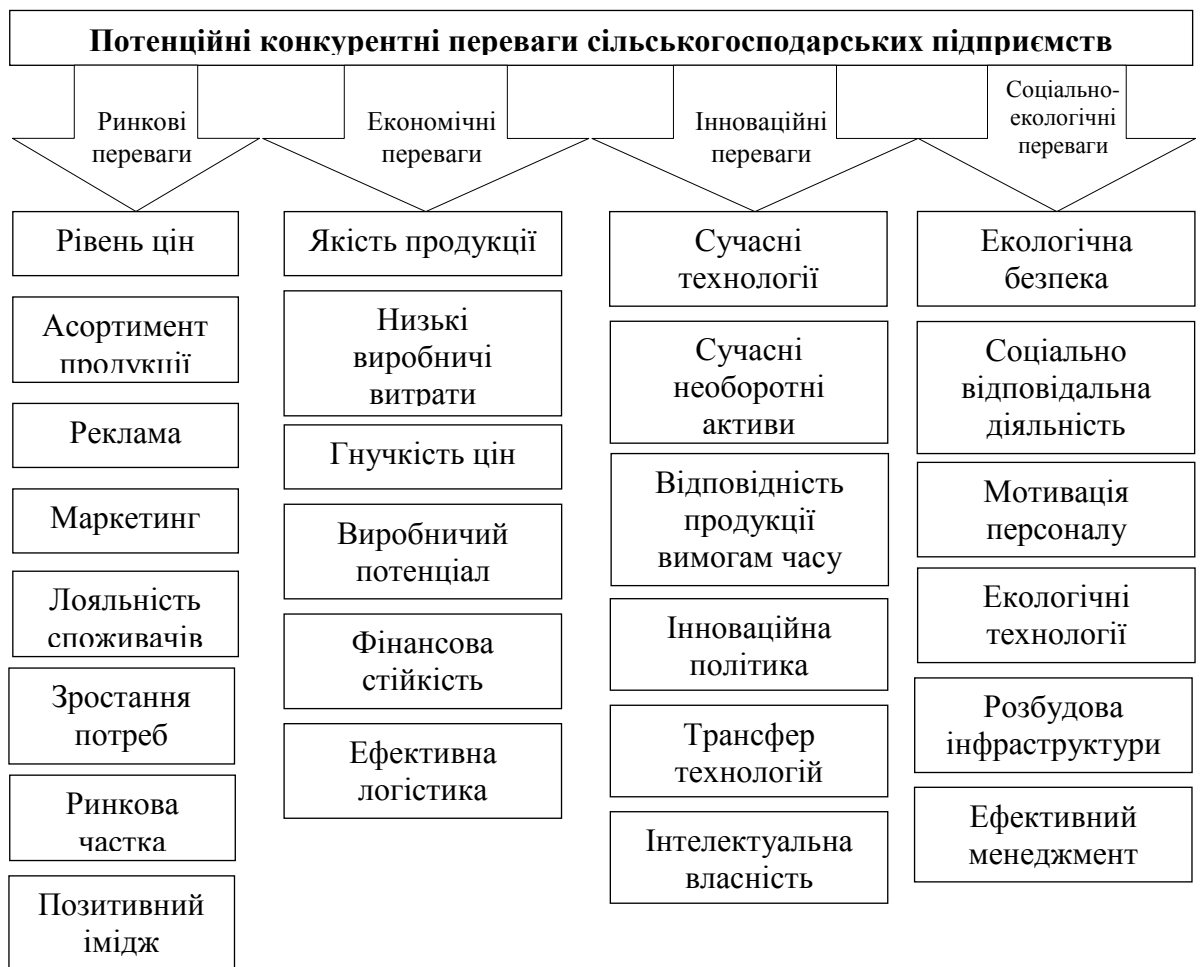 Потенційні конкурентні переваги сільськогосподарських підприємств
Ринкові
переваги
Економічні
переваги
Інноваційні
переваги
Соціально-
екологічні
переваги
Рівень цін
Асортимент
продукції
Реклама
Маркетинг
Лояльність
споживачів
Зростання
потреб
Ринкова
частка
Позитивний
імідж
Якість продукції
Низькі
виробничі
витрати
Гнучкість цін
Виробничий
потенціал
Фінансова
стійкість
Ефективна
логістика
Сучасні
технології
Сучасні
необоротні
активи
Відповідність
продукції
вимогам часу
Інноваційна
політика
Трансфер
технологій
Інтелектуальна
власність
Екологічна
безпека
Соціально
відповідальна
діяльність
Мотивація
персоналу
Екологічні
технології
Розбудова
інфраструктури
Ефективний
менеджмент